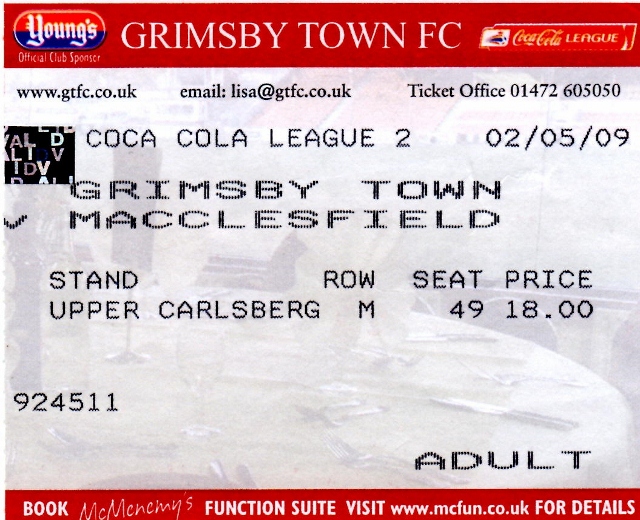 Young's
Official Club Sponsor
GRIMSBY TOWN FC
Coca-Cola LEAGUE
www.gtfc.co.uk email: lisa@gtfc.co.uk Ticket Office 01472 605050
COCA COLA LEAGUE 2 02/05/09
GRIMSBY TOWN
v MACCLESFIELD
STAND ROW SEAT PRICE
UPPER CARLSBERG M 49 18.00
924511
ADULT
BOOK McMenemy's FUNCTION SUITE VISIT www.mcfun.co.uk FOR DETAILS